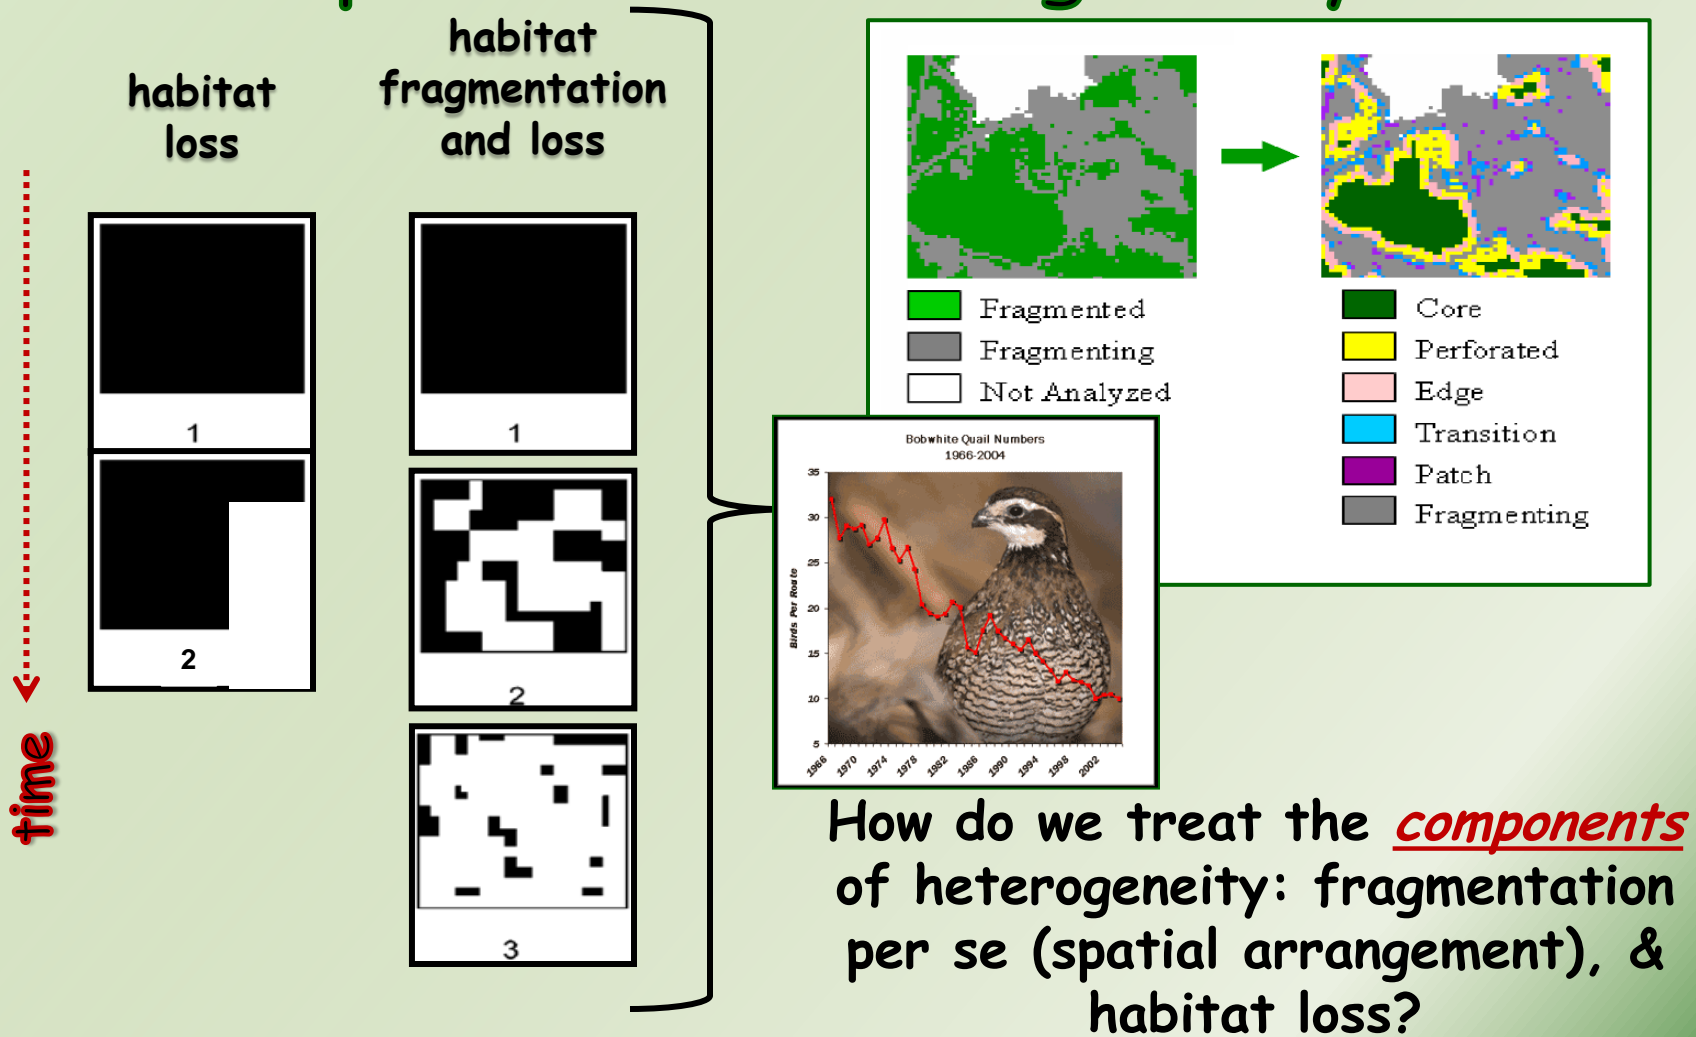 habitat
loss
habitat
fragmentation
and loss
1
2
1
2
3
time
Fragmented
Fragmenting
Not Analyzed
Core
Perforated
Edge
Transition
Patch
Fragmenting
Bobwhite Quail Numbers
1966-2004
Birds Per Route
35
30
25
20
15
10
5
1966 1970 1974 1978 1982 1986 1990 1994 1998 2002
How do we treat the components
of heterogeneity: fragmentation
per se (spatial arrangement), &
habitat loss?